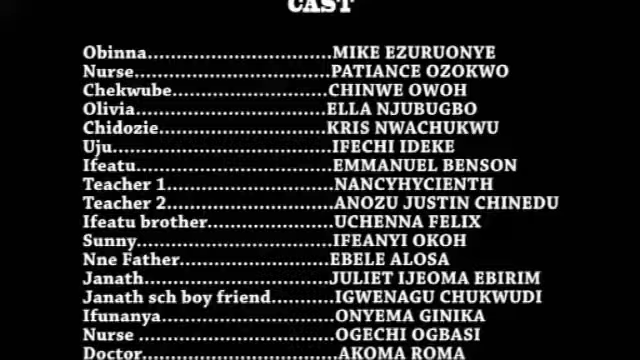 CAST
Obinna................................MIKE EZURUONYE
Nurse..................................PATIANCE OZOKWO
Chekwube...........................CHINWE OWOH
Olivia.................................ELLA NJUBUGBO
Chidozie.............................KRIS NWACHUKWU
Uju......................................IFECHI IDEKE
Ifeatu..................................EMMANUEL BENSON
Teacher 1.............................NANCYHYCIENTH
Teacher 2.............................ANOZU JUSTIN CHINEDU
Ifeatu brother......................UCHENNA FELIX
Sunny..................................IFEANYI OKOH
Nne Father..........................EBELE ALOSA
Janath.................................JULIET IJEOMA EBIRIM
Janath sch boy friend...........IGWENAGU CHUKWUDI
Ifunanya..............................ONYEMA GINIKA
Nurse ..................................OGECHI OGBASI
Doctor..................................AKOMA ROMA